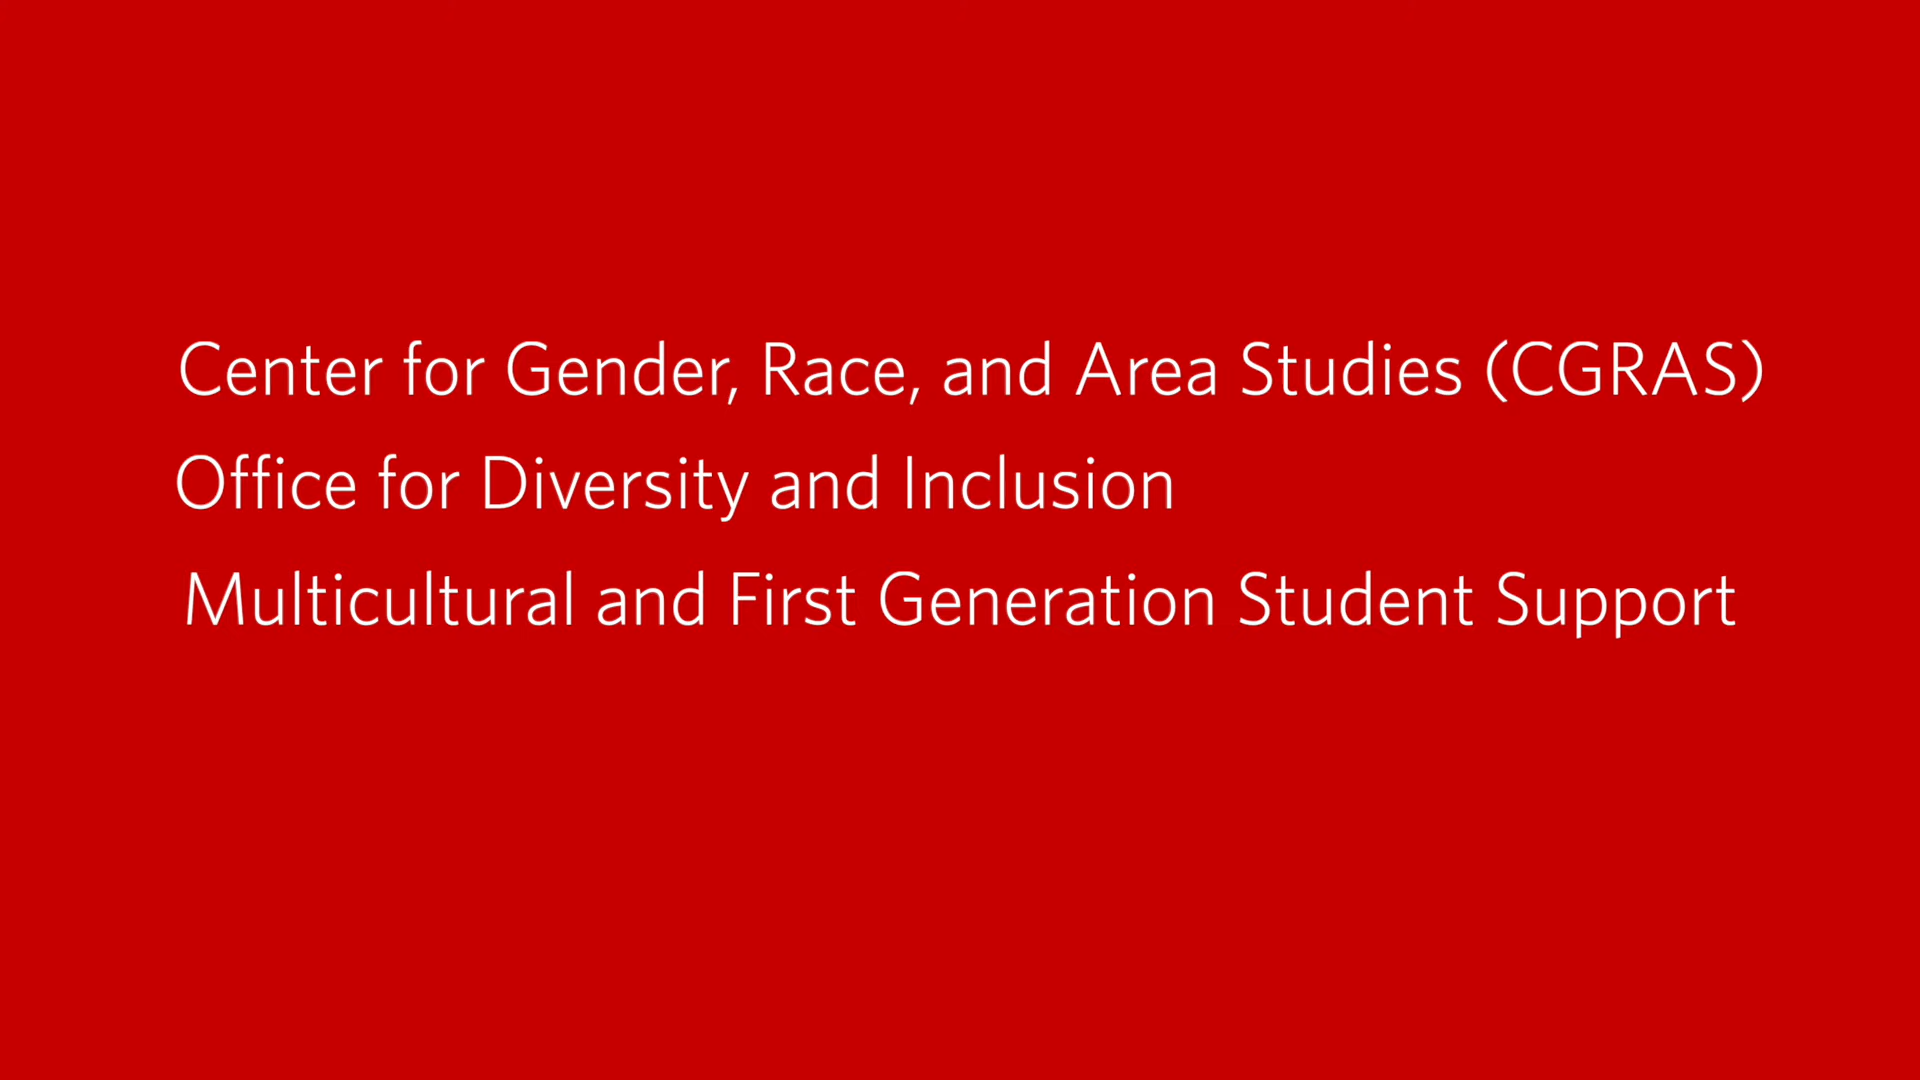 Center for Gender, Race, and Area Studies (CGRAS)
Office for Diversity and Inclusion
Multicultural and First Generation Student Support